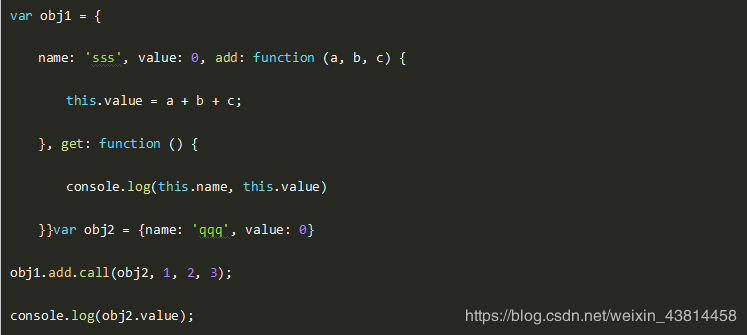 var obj1 = {
name: 'sss', value: 0, add: function (a, b, c) {
this.value = a + b + c;
}, get: function () {
console.log(this.name, this.value)
}}var obj2 = {name: 'qqq', value: 0}
obj1.add.call(obj2, 1, 2, 3);
console.log(obj2.value);
https://blog.csdn.net/weixin_43814458